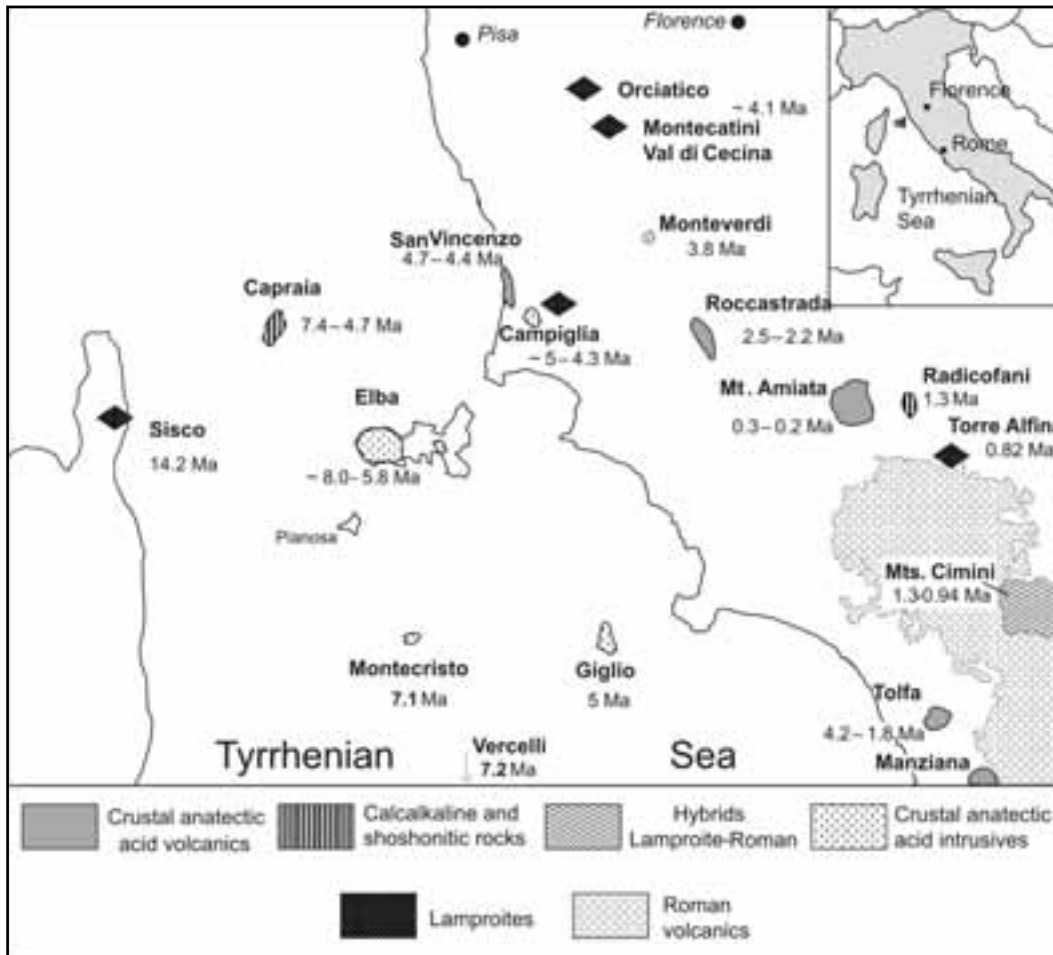 Pisa
Florence
Orciatico
~ 4.1 Ma
Montecatini
Val di Cecina
Florence
Rome
Tyrrhenian
Sea
Monteverdi
3.8 Ma
SanVincenzo
4.7–4.4 Ma
Capraia
7.4–4.7 Ma
Campiglia
~ 5–4.3 Ma
Roccastrada
2.5–2.2 Ma
Mt. Amiata
0.3–0.2 Ma
Radicofani
1.3 Ma
Torre Alfina
0.82 Ma
Elba
~ 8.0–5.8 Ma
Sisco
14.2 Ma
Pianosa
Mts. Cimini
1.3-0.94 Ma
Montecristo
7.1 Ma
Giglio
5 Ma
Tolfa
4.2–1.8 Ma
Manziana
Vercelli
7.2 Ma
Tyrrhenian Sea
Crustal anatectic
acid volcanics
Calcalkaline and
shoshonitic rocks
Hybrids
Lamproite-Roman
Crustal anatectic
acid intrusives
Lamproites
Roman
volcanics